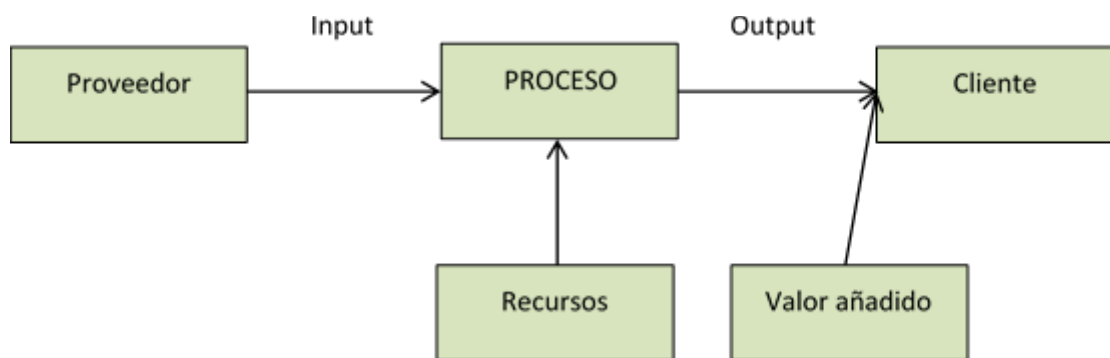 Input
Output
Proveedor
PROCESO
Cliente
Recursos
Valor añadido